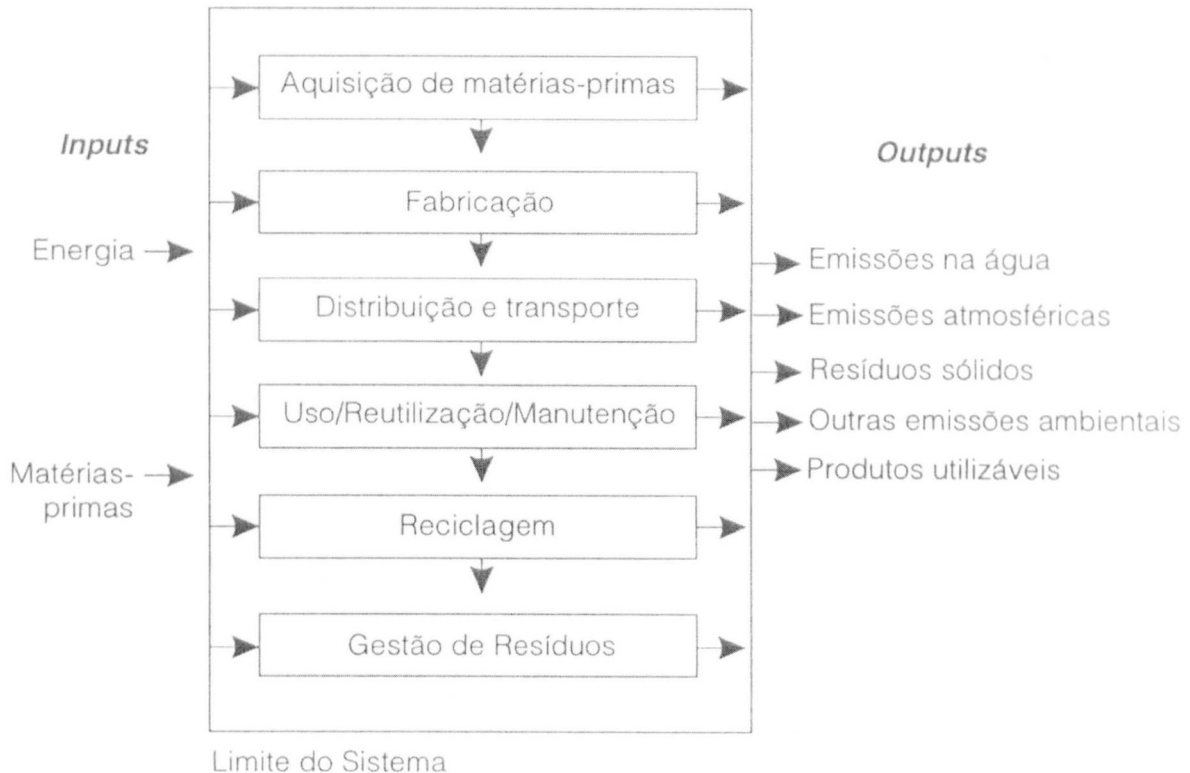 Inputs
Energia
Matérias-
primas
Aquisição de matérias-primas
Fabricação
Distribuição e transporte
Uso/Reutilização/Manutenção
Reciclagem
Gestão de Resíduos
Limite do Sistema
Outputs
Emissões na água
Emissões atmosféricas
Resíduos sólidos
Outras emissões ambientais
Produtos utilizáveis